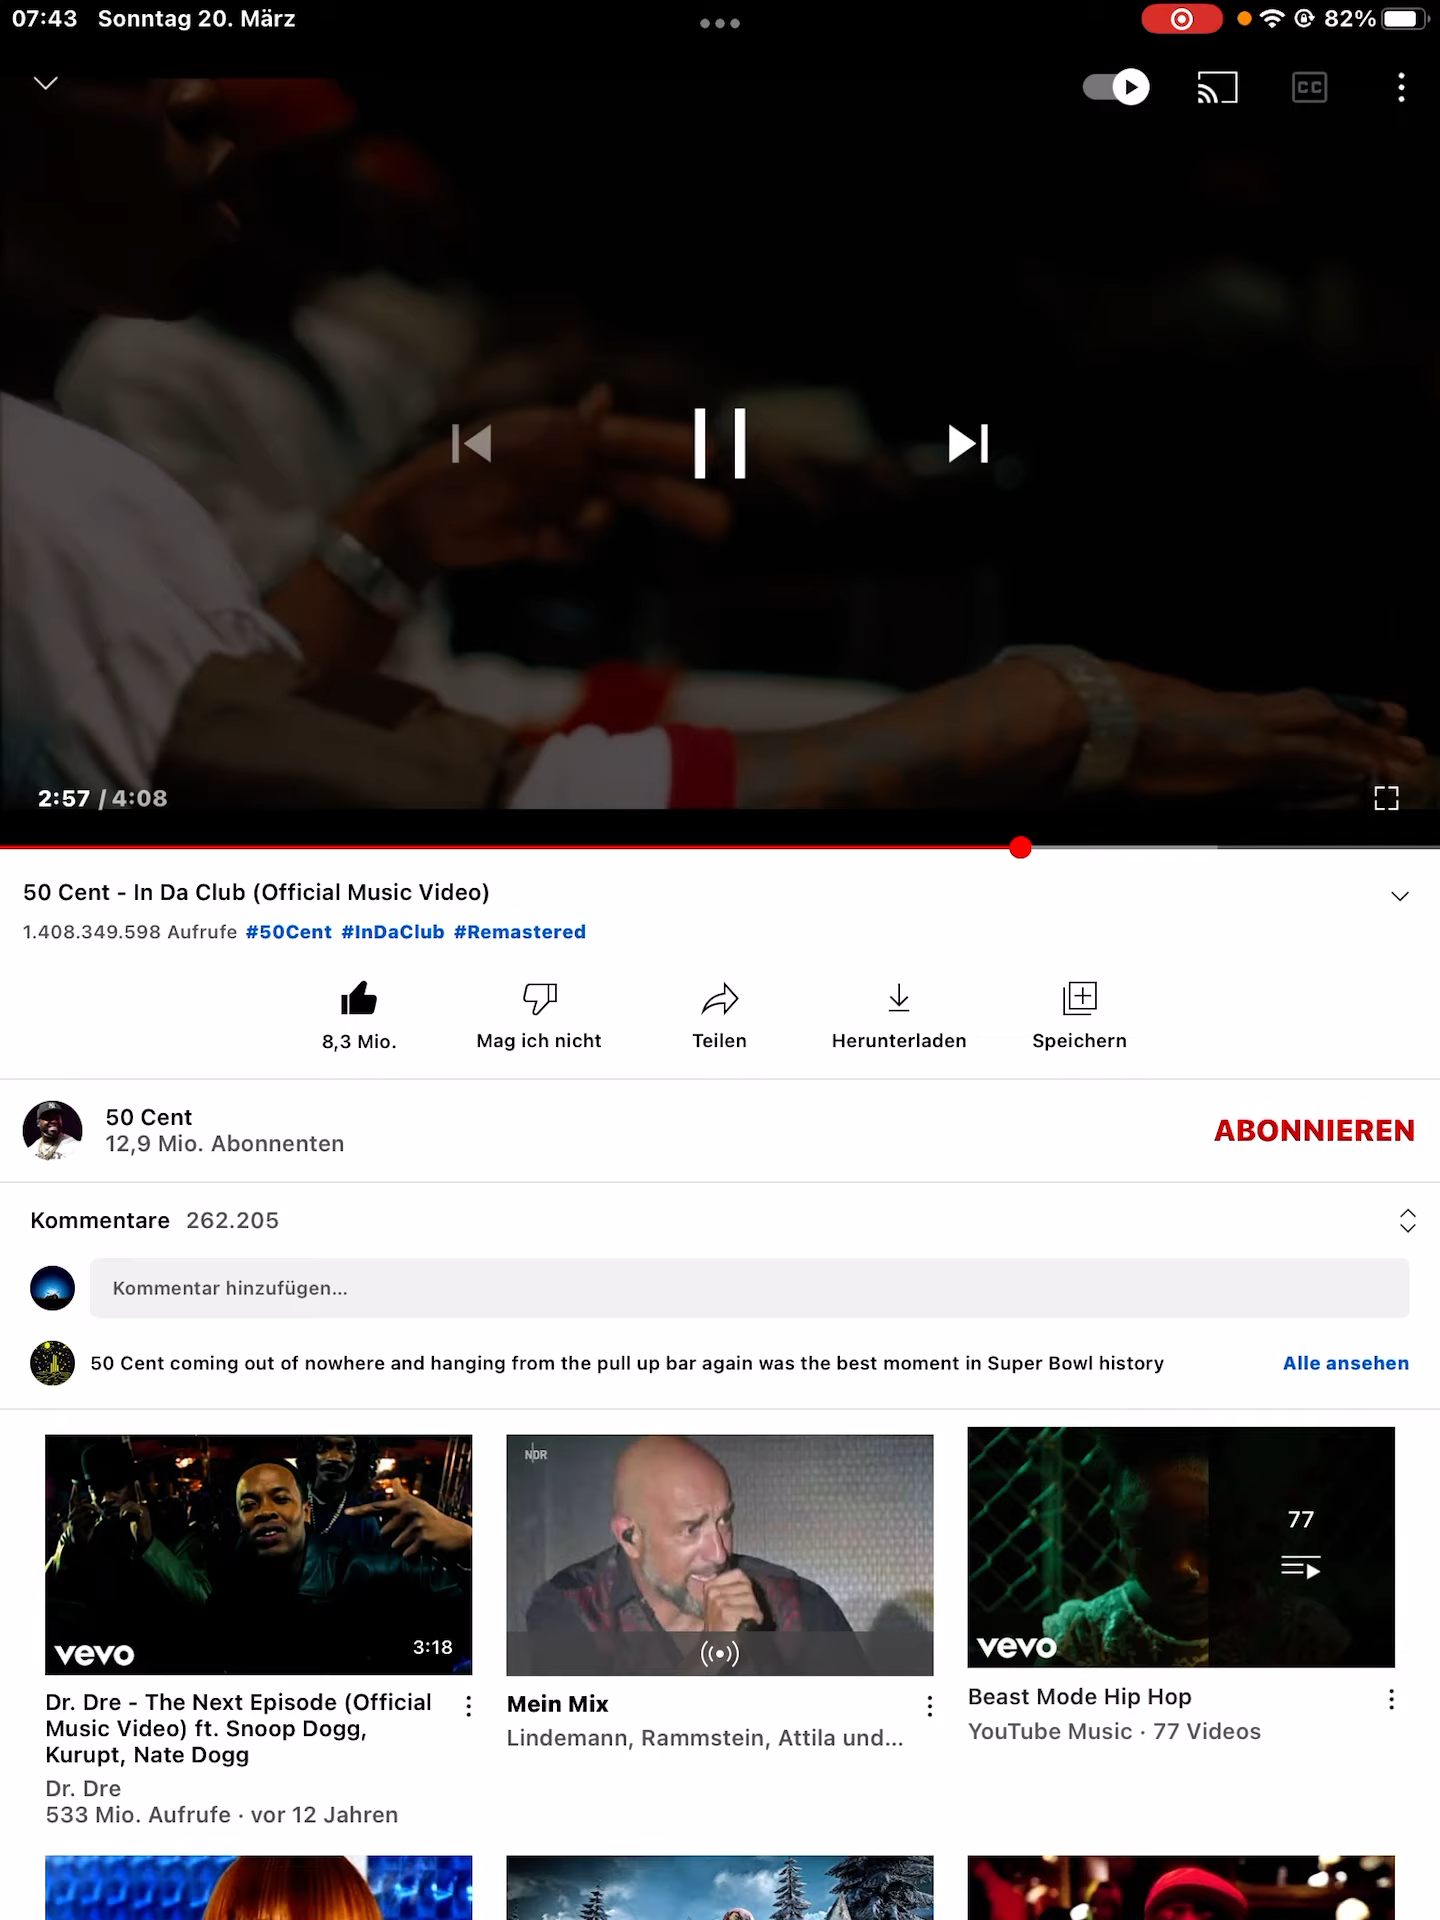 07:43 Sonntag 20. März
82%
CC
2:57 / 4:08
50 Cent - In Da Club (Official Music Video)
1.408.349.598 Aufrufe #50Cent #InDaClub #Remastered
8,3 Mio. Mag ich nicht Teilen Herunterladen Speichern
50 Cent
12,9 Mio. Abonnenten
ABONNIEREN
Kommentare 262.205
Kommentar hinzufügen...
50 Cent coming out of nowhere and hanging from the pull up bar again was the best moment in Super Bowl history
Alle ansehen
vevo
3:18
Dr. Dre - The Next Episode (Official
Music Video) ft. Snoop Dogg,
Kurupt, Nate Dogg
Dr. Dre
533 Mio. Aufrufe · vor 12 Jahren
NDR
Mein Mix
Lindemann, Rammstein, Attila und...
77
vevo
Beast Mode Hip Hop
YouTube Music · 77 Videos